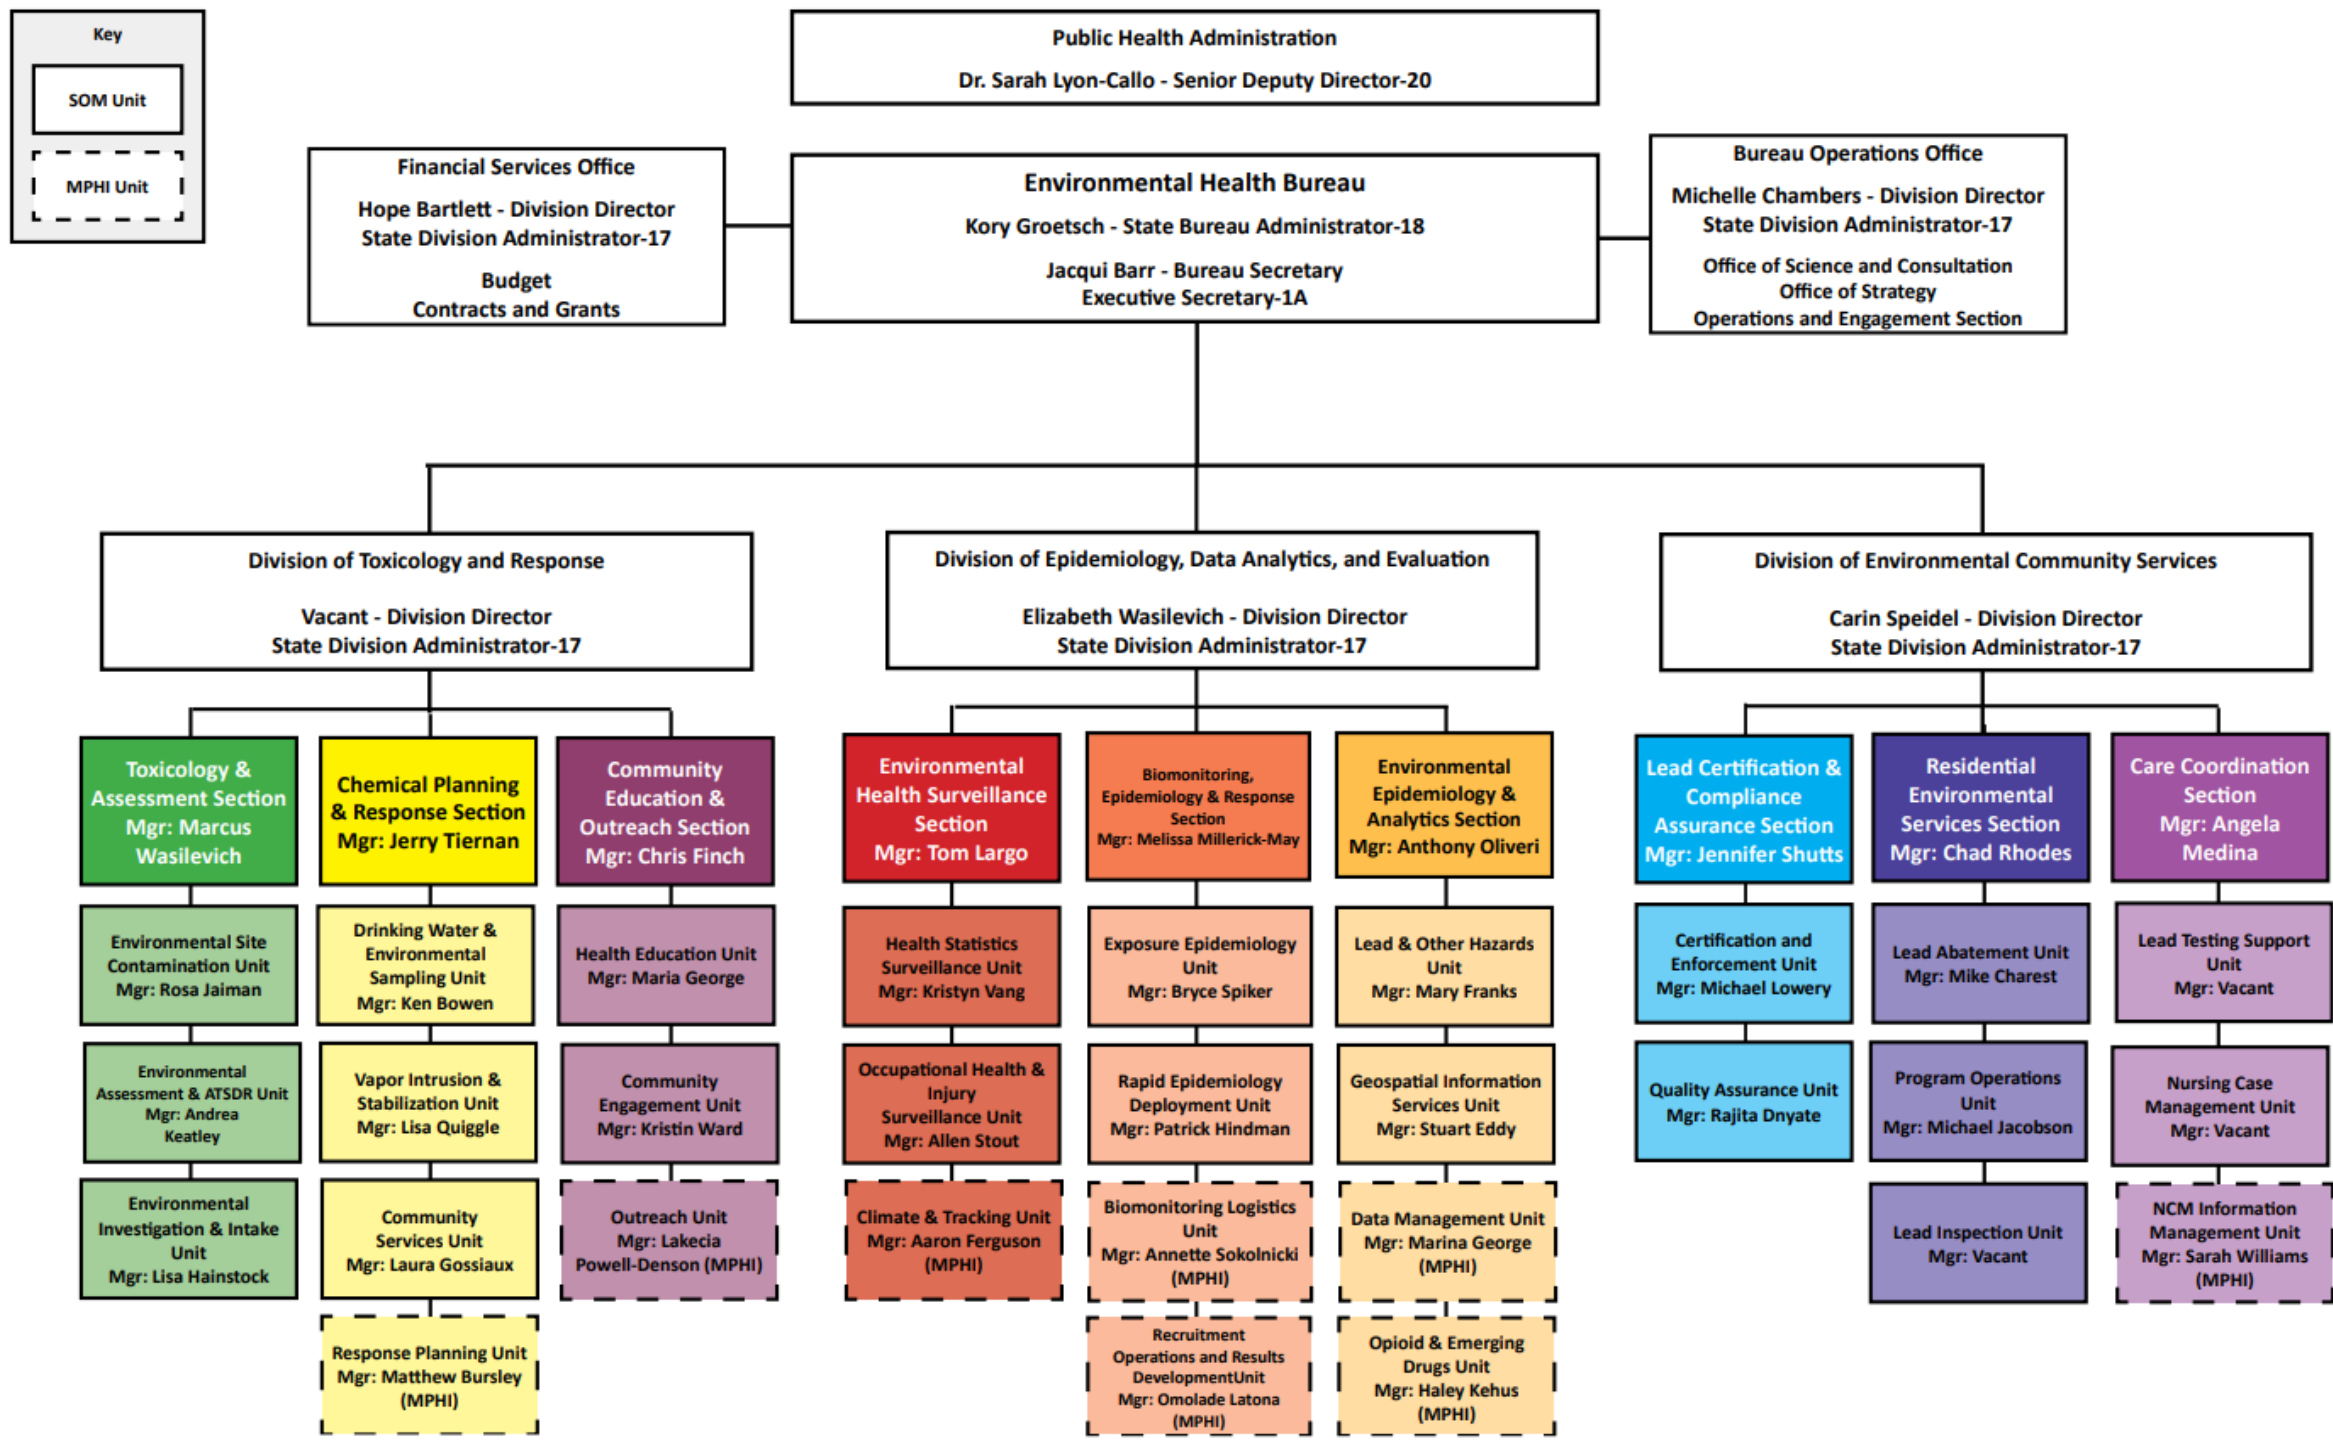 Key
SOM Unit
MPHI Unit
Public Health Administration
Dr. Sarah Lyon-Callo - Senior Deputy Director-20
Financial Services Office
Hope Bartlett - Division Director
State Division Administrator-17
Budget
Contracts and Grants
Environmental Health Bureau
Kory Groetsch - State Bureau Administrator-18
Jacqui Barr - Bureau Secretary
Executive Secretary-1A
Bureau Operations Office
Michelle Chambers - Division Director
State Division Administrator-17
Office of Science and Consultation
Office of Strategy
Operations and Engagement Section
Division of Toxicology and Response
Vacant - Division Director
State Division Administrator-17
Division of Epidemiology, Data Analytics, and Evaluation
Elizabeth Wasilevich - Division Director
State Division Administrator-17
Division of Environmental Community Services
Carin Speidel - Division Director
State Division Administrator-17
Toxicology &
Assessment Section
Mgr: Marcus
Wasilevich
Chemical Planning
& Response Section
Mgr: Jerry Tiernan
Community
Education &
Outreach Section
Mgr: Chris Finch
Environmental
Health Surveillance
Section
Mgr: Tom Largo
Biomonitoring,
Epidemiology & Response
Section
Mgr: Melissa Millerick-May
Environmental
Epidemiology &
Analytics Section
Mgr: Anthony Oliveri
Lead Certification &
Compliance
Assurance Section
Mgr: Jennifer Shutts
Residential
Environmental
Services Section
Mgr: Chad Rhodes
Care Coordination
Section
Mgr: Angela
Medina
Environmental Site
Contamination Unit
Mgr: Rosa Jaiman
Drinking Water &
Environmental
Sampling Unit
Mgr: Ken Bowen
Health Education Unit
Mgr: Maria George
Health Statistics
Surveillance Unit
Mgr: Kristyn Vang
Exposure Epidemiology
Unit
Mgr: Bryce Spiker
Lead & Other Hazards
Unit
Mgr: Mary Franks
Certification and
Enforcement Unit
Mgr: Michael Lowery
Lead Abatement Unit
Mgr: Mike Charest
Lead Testing Support
Unit
Mgr: Vacant
Environmental
Assessment & ATSDR Unit
Mgr: Andrea
Keatley
Vapor Intrusion &
Stabilization Unit
Mgr: Lisa Quiggle
Community
Engagement Unit
Mgr: Kristin Ward
Occupational Health &
Injury
Surveillance Unit
Mgr: Allen Stout
Rapid Epidemiology
Deployment Unit
Mgr: Patrick Hindman
Geospatial Information
Services Unit
Mgr: Stuart Eddy
Quality Assurance Unit
Mgr: Rajita Dnyate
Program Operations
Unit
Mgr: Michael Jacobson
Nursing Case
Management Unit
Mgr: Vacant
Environmental
Investigation & Intake
Unit
Mgr: Lisa Hainstock
Community
Services Unit
Mgr: Laura Gossiaux
Outreach Unit
Mgr: Lakecia
Powell-Denson (MPHI)
Climate & Tracking Unit
Mgr: Aaron Ferguson
(MPHI)
Biomonitoring Logistics
Unit
Mgr: Annette Sokolnicki
(MPHI)
Data Management Unit
Mgr: Marina George
(MPHI)
Lead Inspection Unit
Mgr: Vacant
NCM Information
Management Unit
Mgr: Sarah Williams
(MPHI)
Response Planning Unit
Mgr: Matthew Bursley
(MPHI)
Recruitment
Operations and Results
DevelopmentUnit
Mgr: Omolade Latona
(MPHI)
Opioid & Emerging
Drugs Unit
Mgr: Haley Kehus
(MPHI)